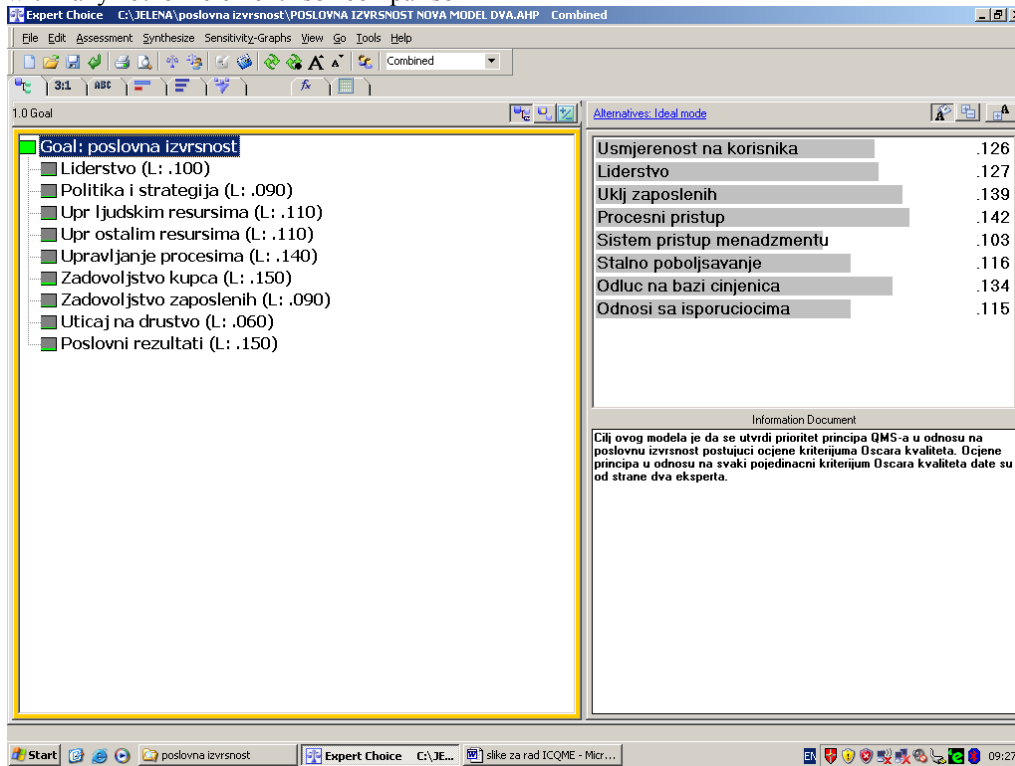 Expert Choice C:\JELENA\poslovna izvrsnost\POSLOVNA IZVRSNOST NOVA MODEL DVA.AHP Combined
File Edit Assessment Synthesize Sensitivity-Graphs View Go Tools Help
Combined
3:1 ABC
1.0 Goal
Alternatives: Ideal mode
Goal: poslovna izvrsnost
Liderstvo (L: .100)
Politika i strategija (L: .090)
Upr ljudskim resursima (L: .110)
Upr ostalim resursima (L: .110)
Upravljanje procesima (L: .140)
Zadovoljstvo kupca (L: .150)
Zadovoljstvo zaposlenih (L: .090)
Uticaj na drustvo (L: .060)
Poslovni rezultati (L: .150)
Usmjerenost na korisnika .126
Liderstvo .127
Uklj zaposlenih .139
Procesni pristup .142
Sistem pristup menadzmentu .103
Stalno poboljsavanje .116
Odluc na bazi cinjenica .134
Odnosi sa isporuciocima .115
Information Document
Cilj ovog modela je da se utvrdi prioritet principa QMS-a u odnosu na
poslovnu izvrsnost postujuci ocjene kriterijuma Oscara kvaliteta. Ocjene
principa u odnosu na svaki pojedinacni kriterijum Oscara kvaliteta date su
od strane dva eksperta.
Start poslovna izvrsnost Expert Choice C:\JE... slike za rad ICQME - Micr... EN 09:27